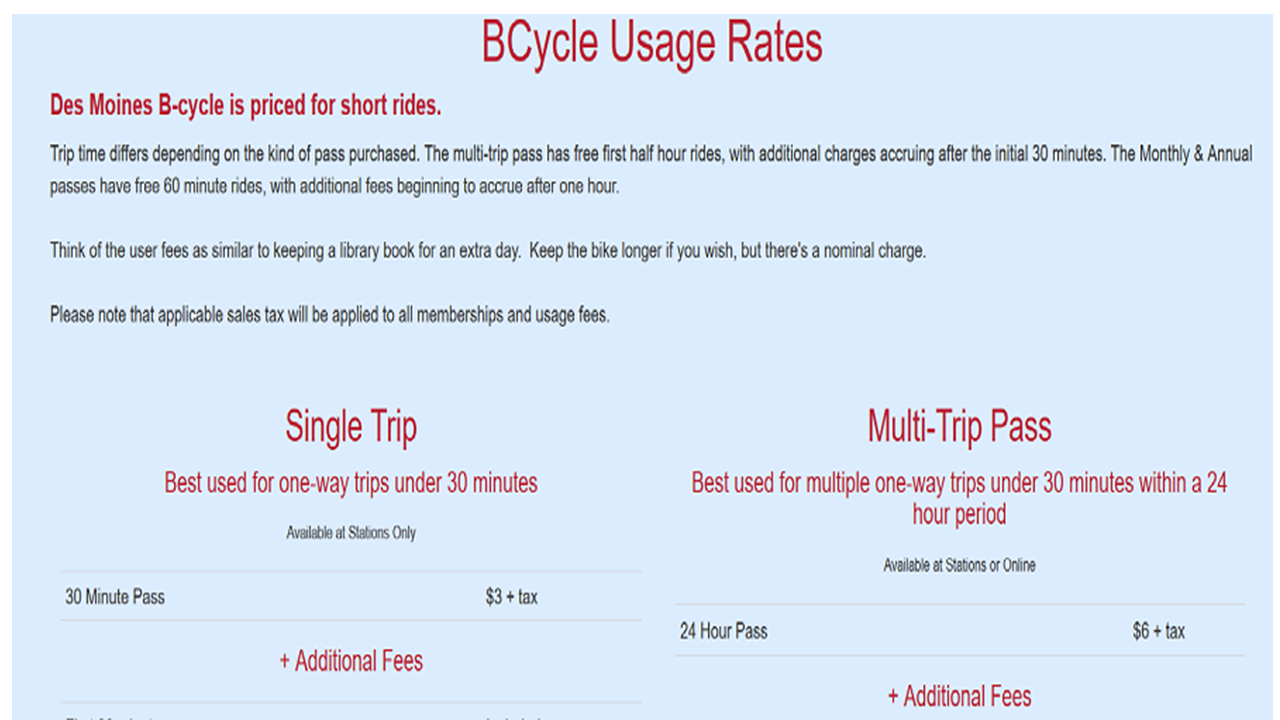 BCycle Usage Rates
Des Moines B-cycle is priced for short rides.
Trip time differs depending on the kind of pass purchased. The multi-trip pass has free first half hour rides, with additional charges accruing after the initial 30 minutes. The Monthly & Annual
passes have free 60 minute rides, with additional fees beginning to accrue after one hour.
Think of the user fees as similar to keeping a library book for an extra day.  Keep the bike longer if you wish, but there's a nominal charge.
Please note that applicable sales tax will be applied to all memberships and usage fees.
Single Trip
Best used for one-way trips under 30 minutes
Available at Stations Only
30 Minute Pass $3 + tax
+ Additional Fees
Multi-Trip Pass
Best used for multiple one-way trips under 30 minutes within a 24
hour period
Available at Stations or Online
24 Hour Pass $6 + tax
+ Additional Fees